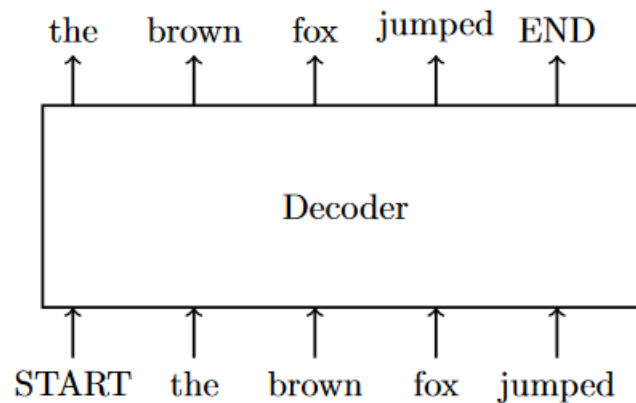 the brown fox jumped END
Decoder
START the brown fox jumped